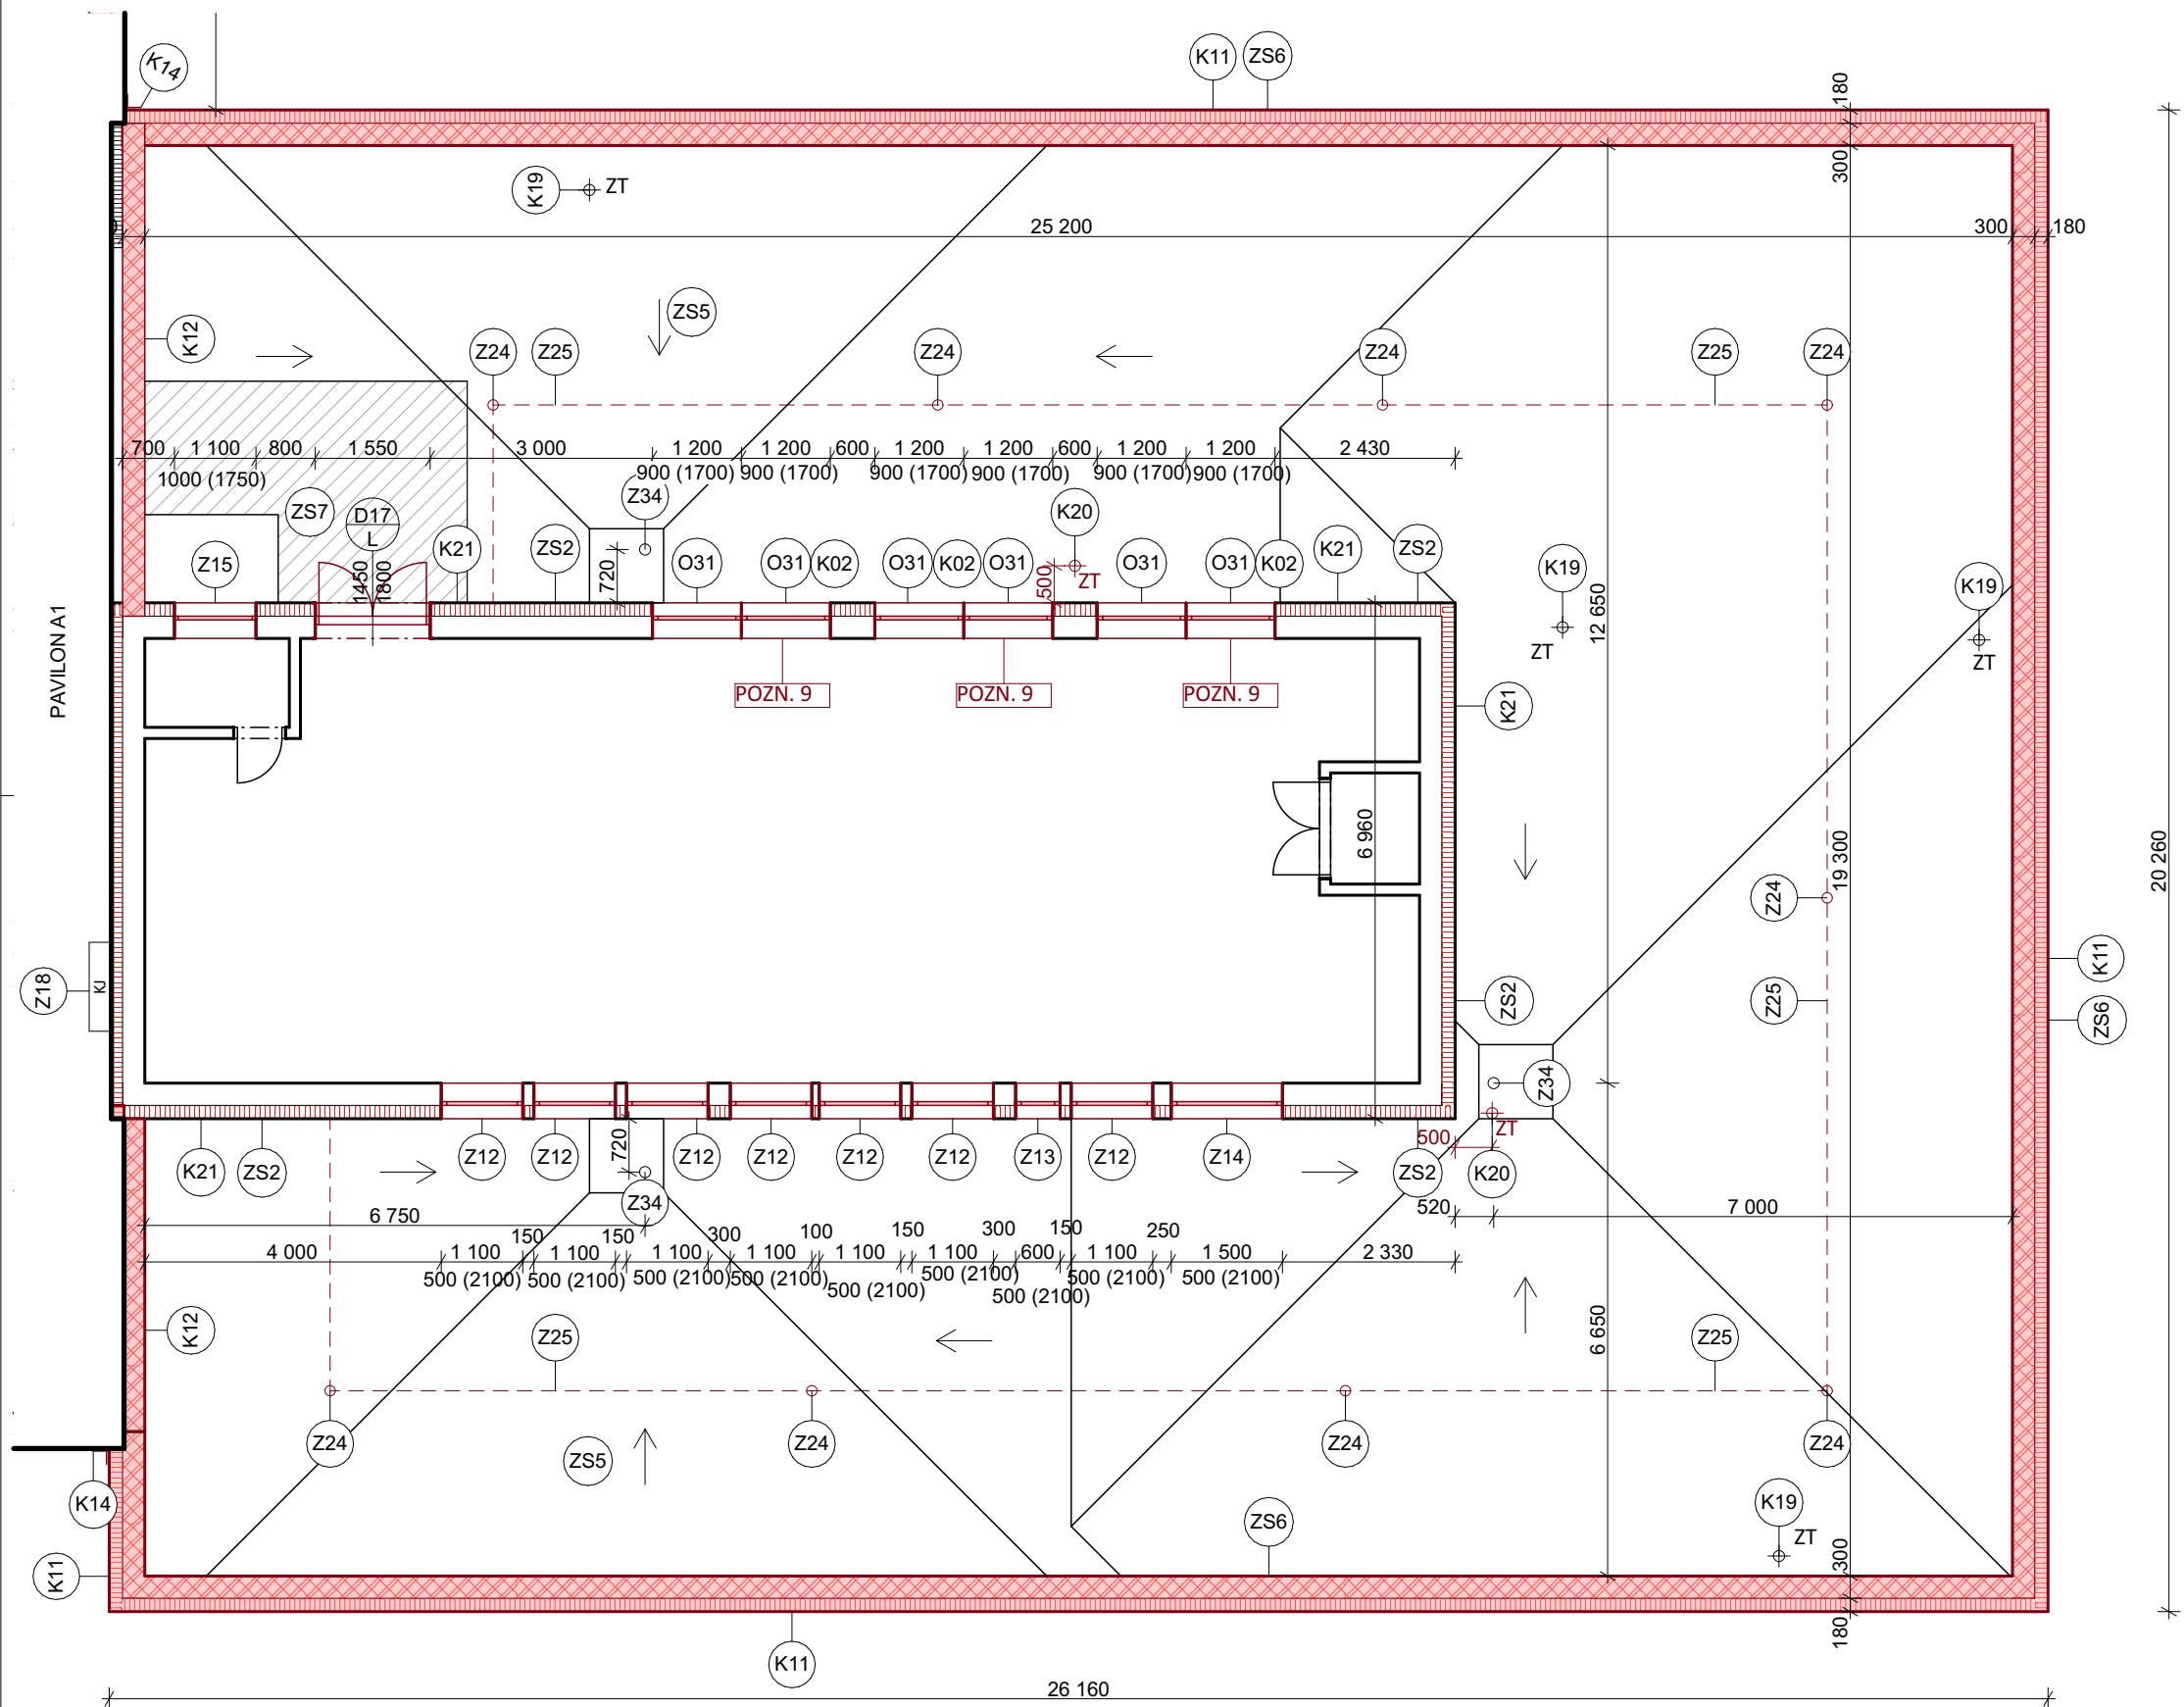 K14
K11
ZS6
180
300
K19
ZT
25 200
300
180
ZS5
K12
Z24
Z25
Z24
Z24
Z25
Z24
700
1 100
800
1 550
3 000
1 200
1 200
600
1 200
1 200
600
1 200
1 200
2 430
1000 (1750)
900 (1700)
900 (1700)
900 (1700)
900 (1700)
900 (1700)
900 (1700)
ZS7
D17
L
Z34
K20
Z15
1450
1800
K21
ZS2
720
O31
O31
K02
O31
K02
O31
500
ZT
O31
O31
K02
K21
ZS2
K19
ZT
12 650
K19
ZT
PAVILON A1
POZN. 9
POZN. 9
POZN. 9
K21
6 960
19 300
20 260
Z24
Z25
K11
ZS6
Z18
KJ
ZS2
Z34
ZT
500
K20
K21
ZS2
Z12
Z12
720
Z34
Z12
Z12
Z12
Z12
Z13
Z12
Z14
ZS2
520
7 000
6 750
4 000
1 100
150
1 100
150
1 100
300
1 100
100
1 100
150
1 100
300
600
150
1 100
250
1 500
2 330
500 (2100)
500 (2100)
500 (2100)
500 (2100)
500 (2100)
500 (2100)
500 (2100)
500 (2100)
500 (2100)
K12
Z25
6 650
Z25
Z24
ZS5
Z24
Z24
Z24
K14
ZS6
K19
ZT
K11
300
180
K11
26 160